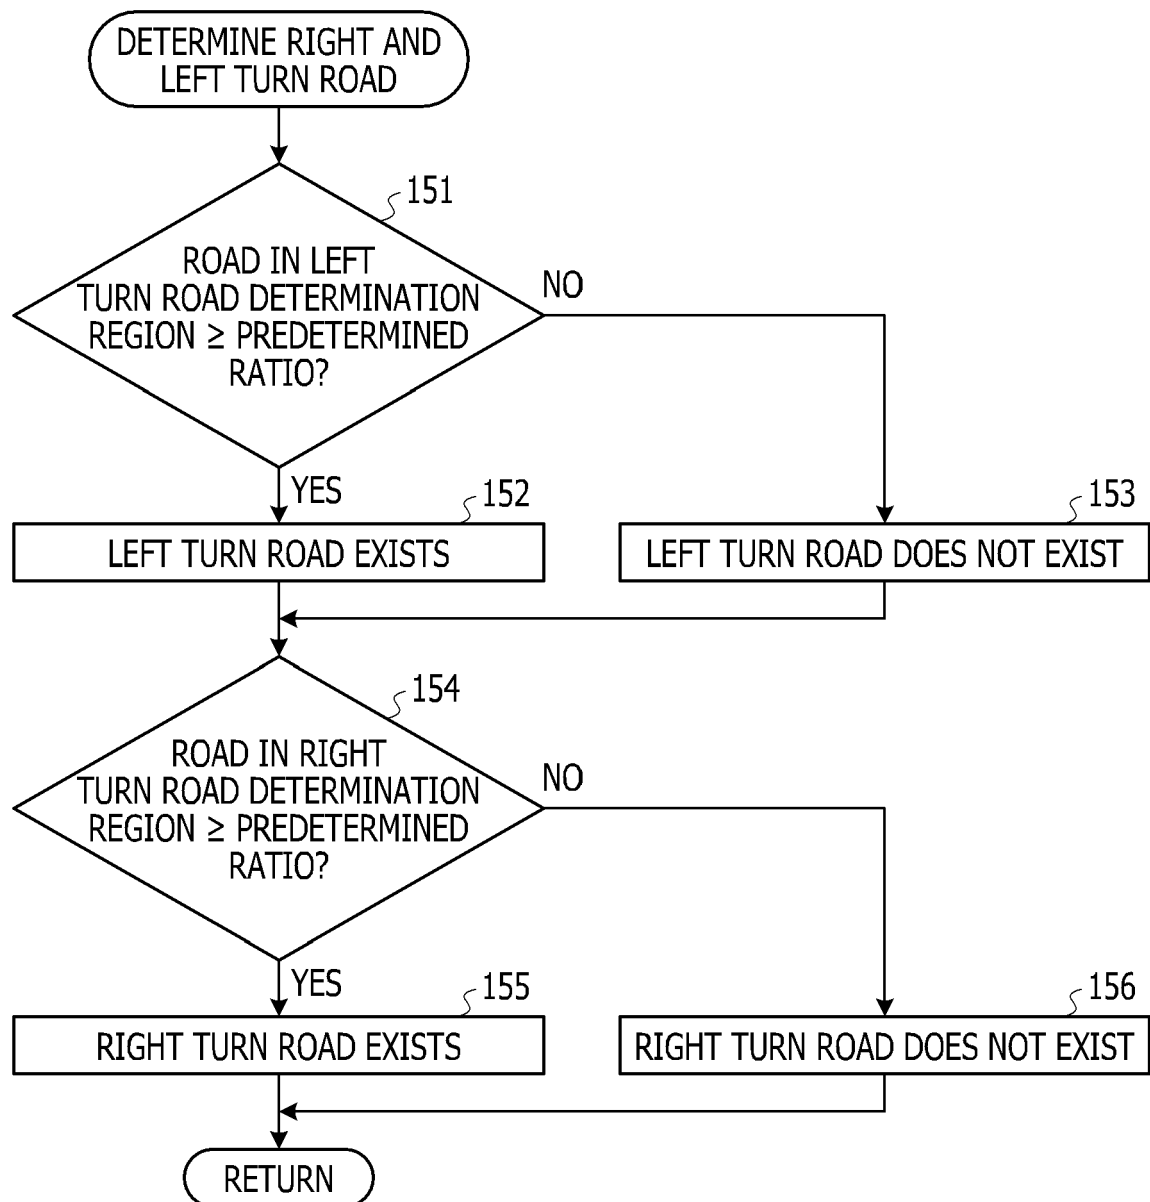 DETERMINE RIGHT AND
LEFT TURN ROAD
151
ROAD IN LEFT
TURN ROAD DETERMINATION
REGION ≥ PREDETERMINED
RATIO?
NO
YES
152
LEFT TURN ROAD EXISTS
153
LEFT TURN ROAD DOES NOT EXIST
154
ROAD IN RIGHT
TURN ROAD DETERMINATION
REGION ≥ PREDETERMINED
RATIO?
NO
YES
155
RIGHT TURN ROAD EXISTS
156
RIGHT TURN ROAD DOES NOT EXIST
RETURN